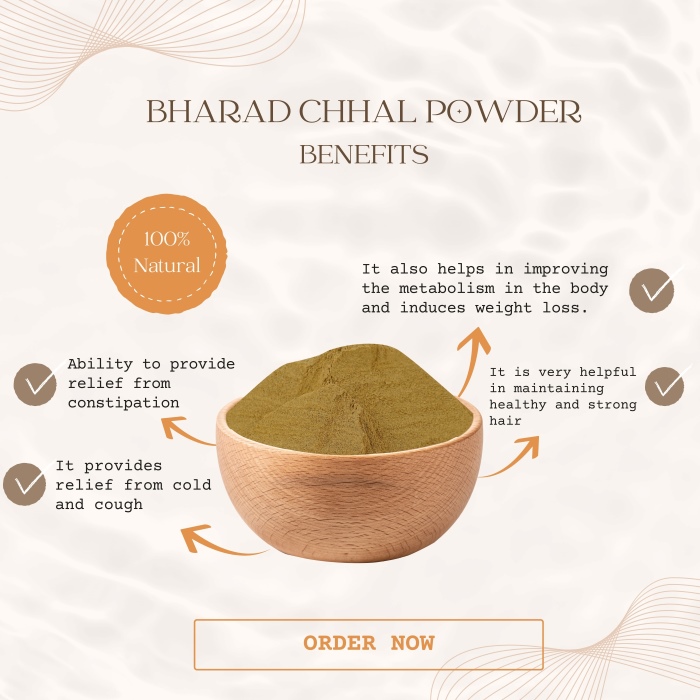 BHARAD CHHAL POWDER
BENEFITS
100%
Natural
It also helps in improving
the metabolism in the body
and induces weight loss.
Ability to provide
relief from
constipation
It is very helpful
in maintaining
healthy and strong
hair
It provides
relief from cold
and cough
ORDER NOW